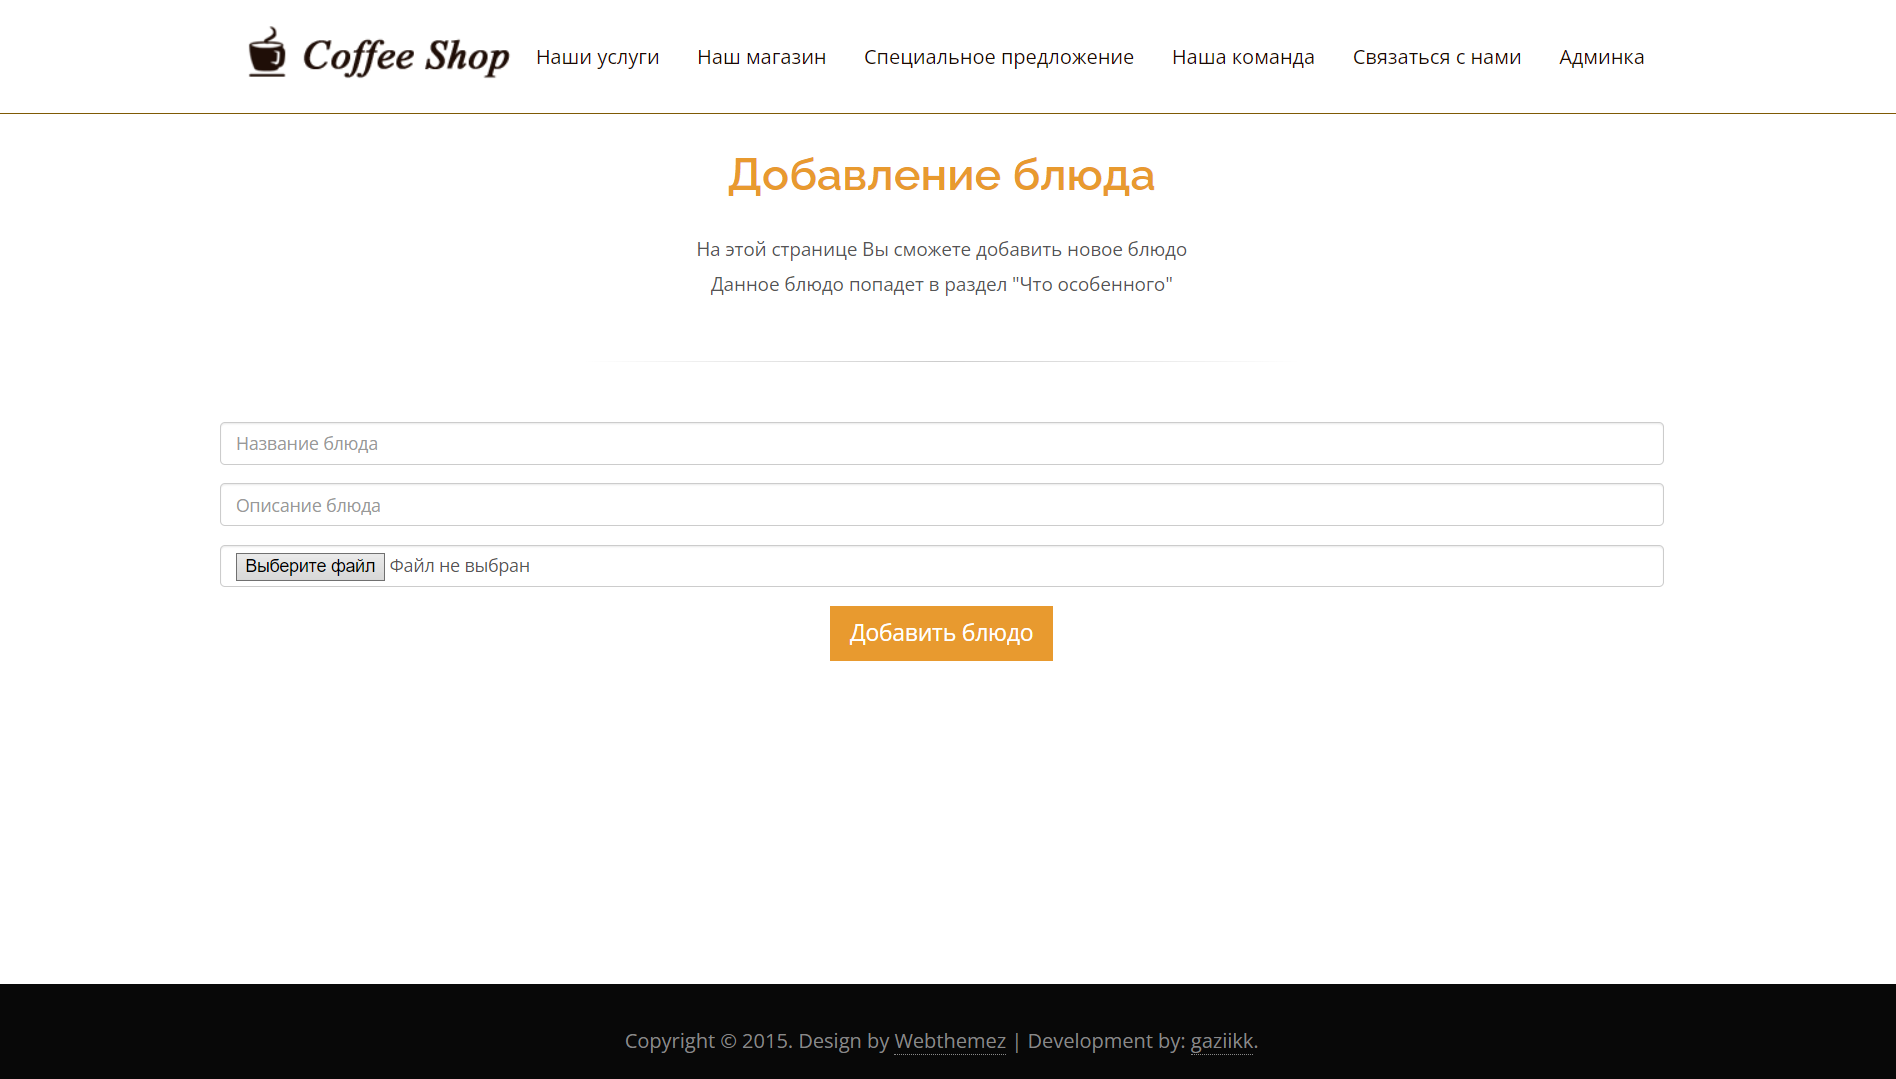 Coffee Shop
Наши услуги
Наш магазин
Специальное предложение
Наша команда
Связаться с нами
Админка
Добавление блюда
На этой странице Вы сможете добавить новое блюдо
Данное блюдо попадет в раздел "Что особенного"
Название блюда
Описание блюда
Выберите файл Файл не выбран
Добавить блюдо
Copyright © 2015. Design by Webthemez | Development by: gaziikk.